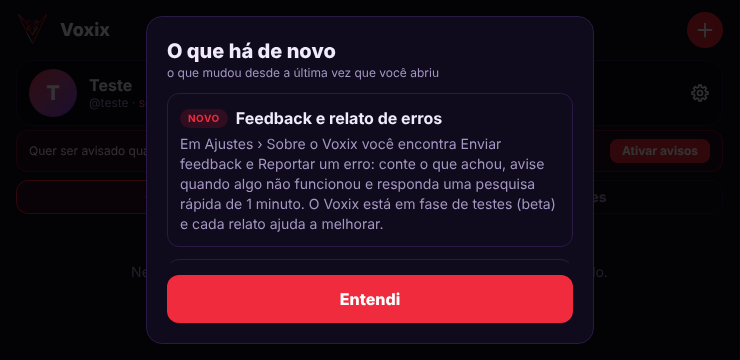 Voxix
O que há de novo
o que mudou desde a última vez que você abriu
T
Teste
@teste
NOVO Feedback e relato de erros
Em Ajustes › Sobre o Voxix você encontra Enviar
feedback e Reportar um erro: conte o que achou, avise
quando algo não funcionou e responda uma pesquisa
rápida de 1 minuto. O Voxix está em fase de testes (beta)
e cada relato ajuda a melhorar.
Quer ser avisado
Ativar avisos
Entendi